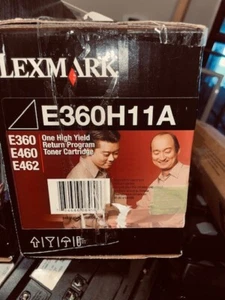 LEXMARK
E360H11A
E360
E460
E462
One High Yield
Return Program
Toner Cartridge